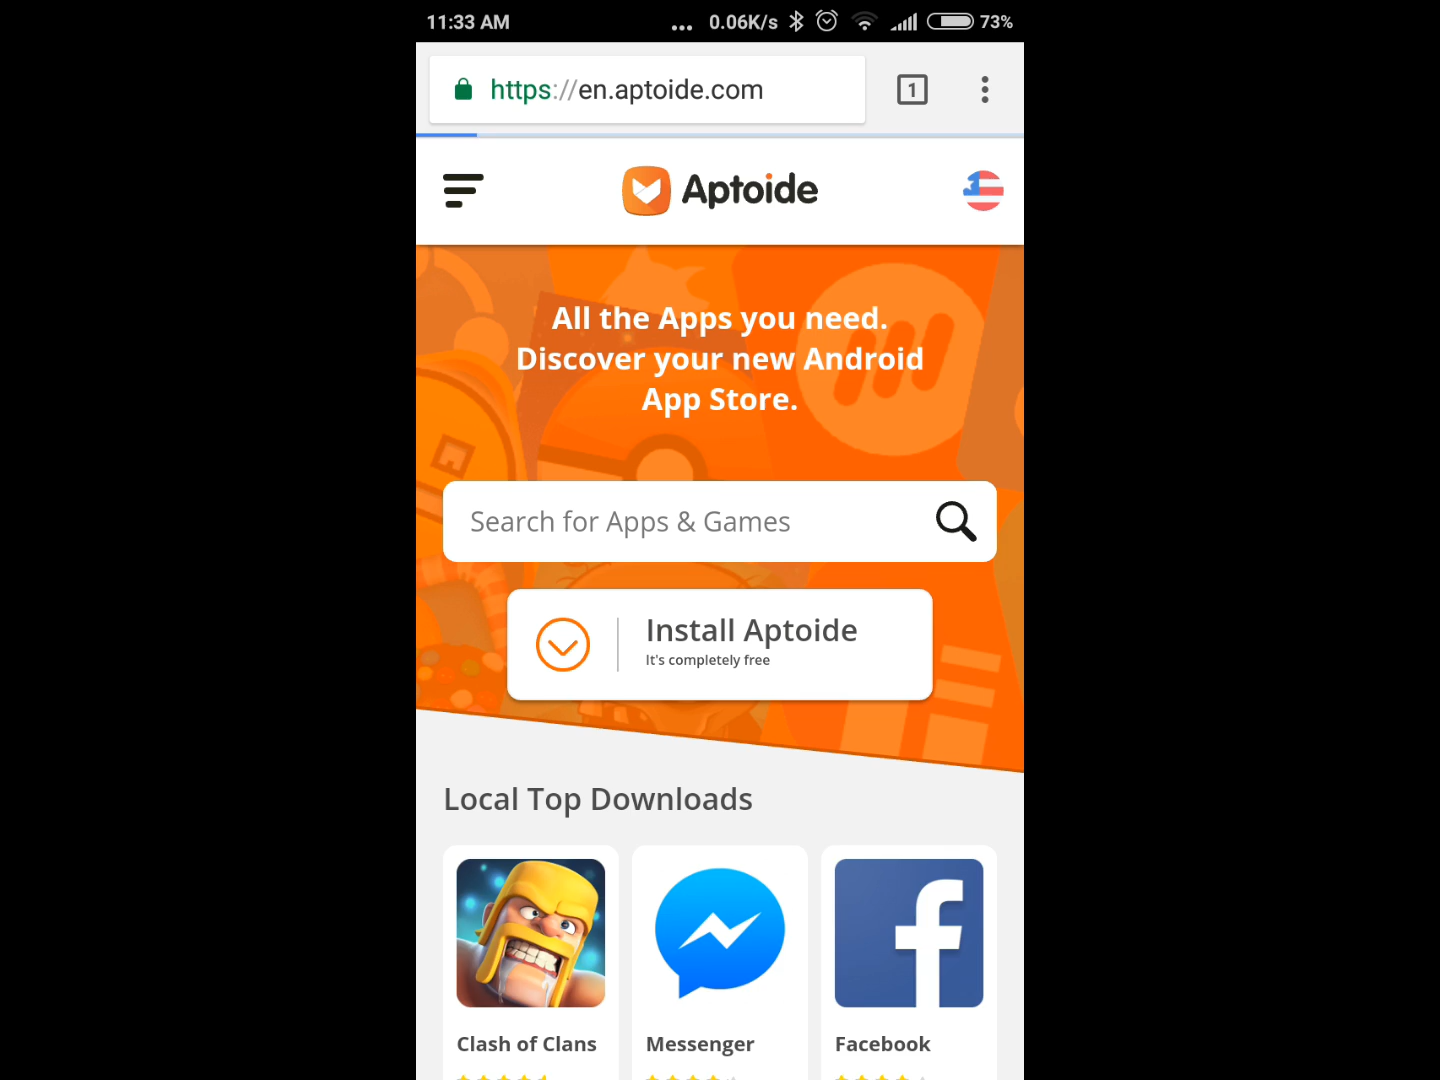 11:33 AM ... 0.06K/s 73%
https://en.aptoide.com 1
Aptoide
All the Apps you need.
Discover your new Android
App Store.
Search for Apps & Games
Install Aptoide
It's completely free
Local Top Downloads
Clash of Clans Messenger Facebook